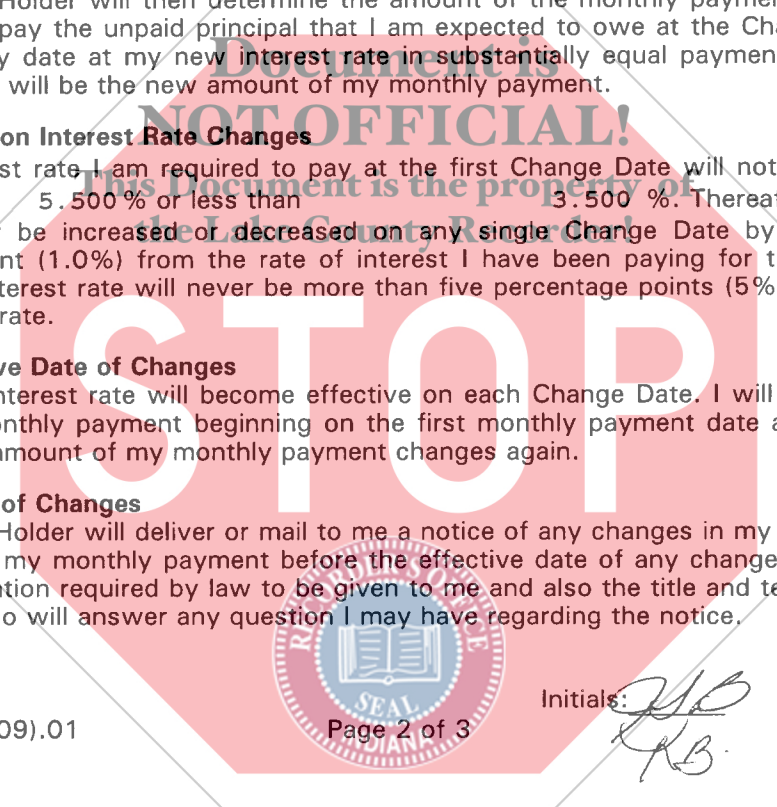 Holder will then determine the amount of the monthly payment
pay the unpaid principal that I am expected to owe at the Cha
y date at my new interest rate in substantially equal payment
will be the new amount of my monthly payment.
Document is
NOT OFFICIAL!
This Document is the property of
the Lake County Recorder!
on Interest Rate Changes
st rate I am required to pay at the first Change Date will not
5.500 % or less than 3.500 %. Thereat
be increased or decreased on any single Change Date by
nt (1.0%) from the rate of interest I have been paying for t
terest rate will never be more than five percentage points (5%
rate.
STOP
ve Date of Changes
nterest rate will become effective on each Change Date. I will
nthly payment beginning on the first monthly payment date a
amount of my monthly payment changes again.
of Changes
Holder will deliver or mail to me a notice of any changes in my
my monthly payment before the effective date of any change
tion required by law to be given to me and also the title and te
o will answer any question I may have regarding the notice.
RECORDER'S OFFICE
SEAL
INDIANA
Initials:
K.B.
09).01
Page 2 of 3